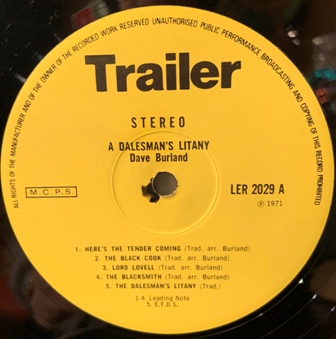 ALL RIGHTS OF THE MANUFACTURER AND OF THE OWNER OF THE RECORDED WORK RESERVED UNAUTHORISED PUBLIC PERFORMANCE BROADCASTING AND COPYING OF THIS RECORD PROHIBITED
Trailer
STEREO
A DALESMAN'S LITANY
Dave Burland
M.C.P.S.
LER 2029 A
℗ 1971
1. HERE'S THE TENDER COMING (Trad. arr. Burland)
2. THE BLACK COOK (Trad. arr. Burland)
3. LORD LOVELL (Trad. arr. Burland)
4. THE BLACKSMITH (Trad. arr. Burland)
5. THE DALESMAN'S LITANY (Trad.)
1-4. Leading Note
5. E.F.D.S.